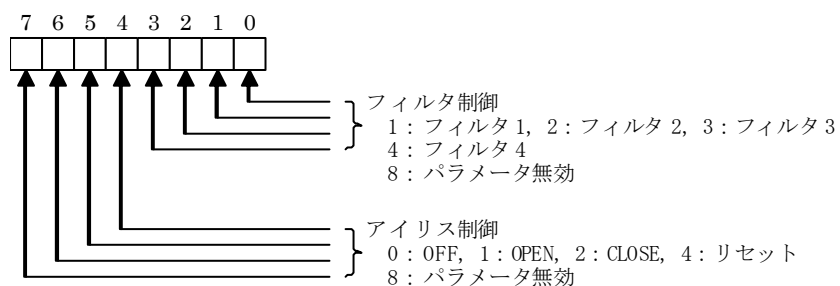 7 6 5 4 3 2 1 0
フィルタ制御
1:フィルタ1, 2:フィルタ2, 3:フィルタ3
4:フィルタ4
8:パラメータ無効
アイリス制御
0:OFF, 1:OPEN, 2:CLOSE, 4:リセット
8:パラメータ無効